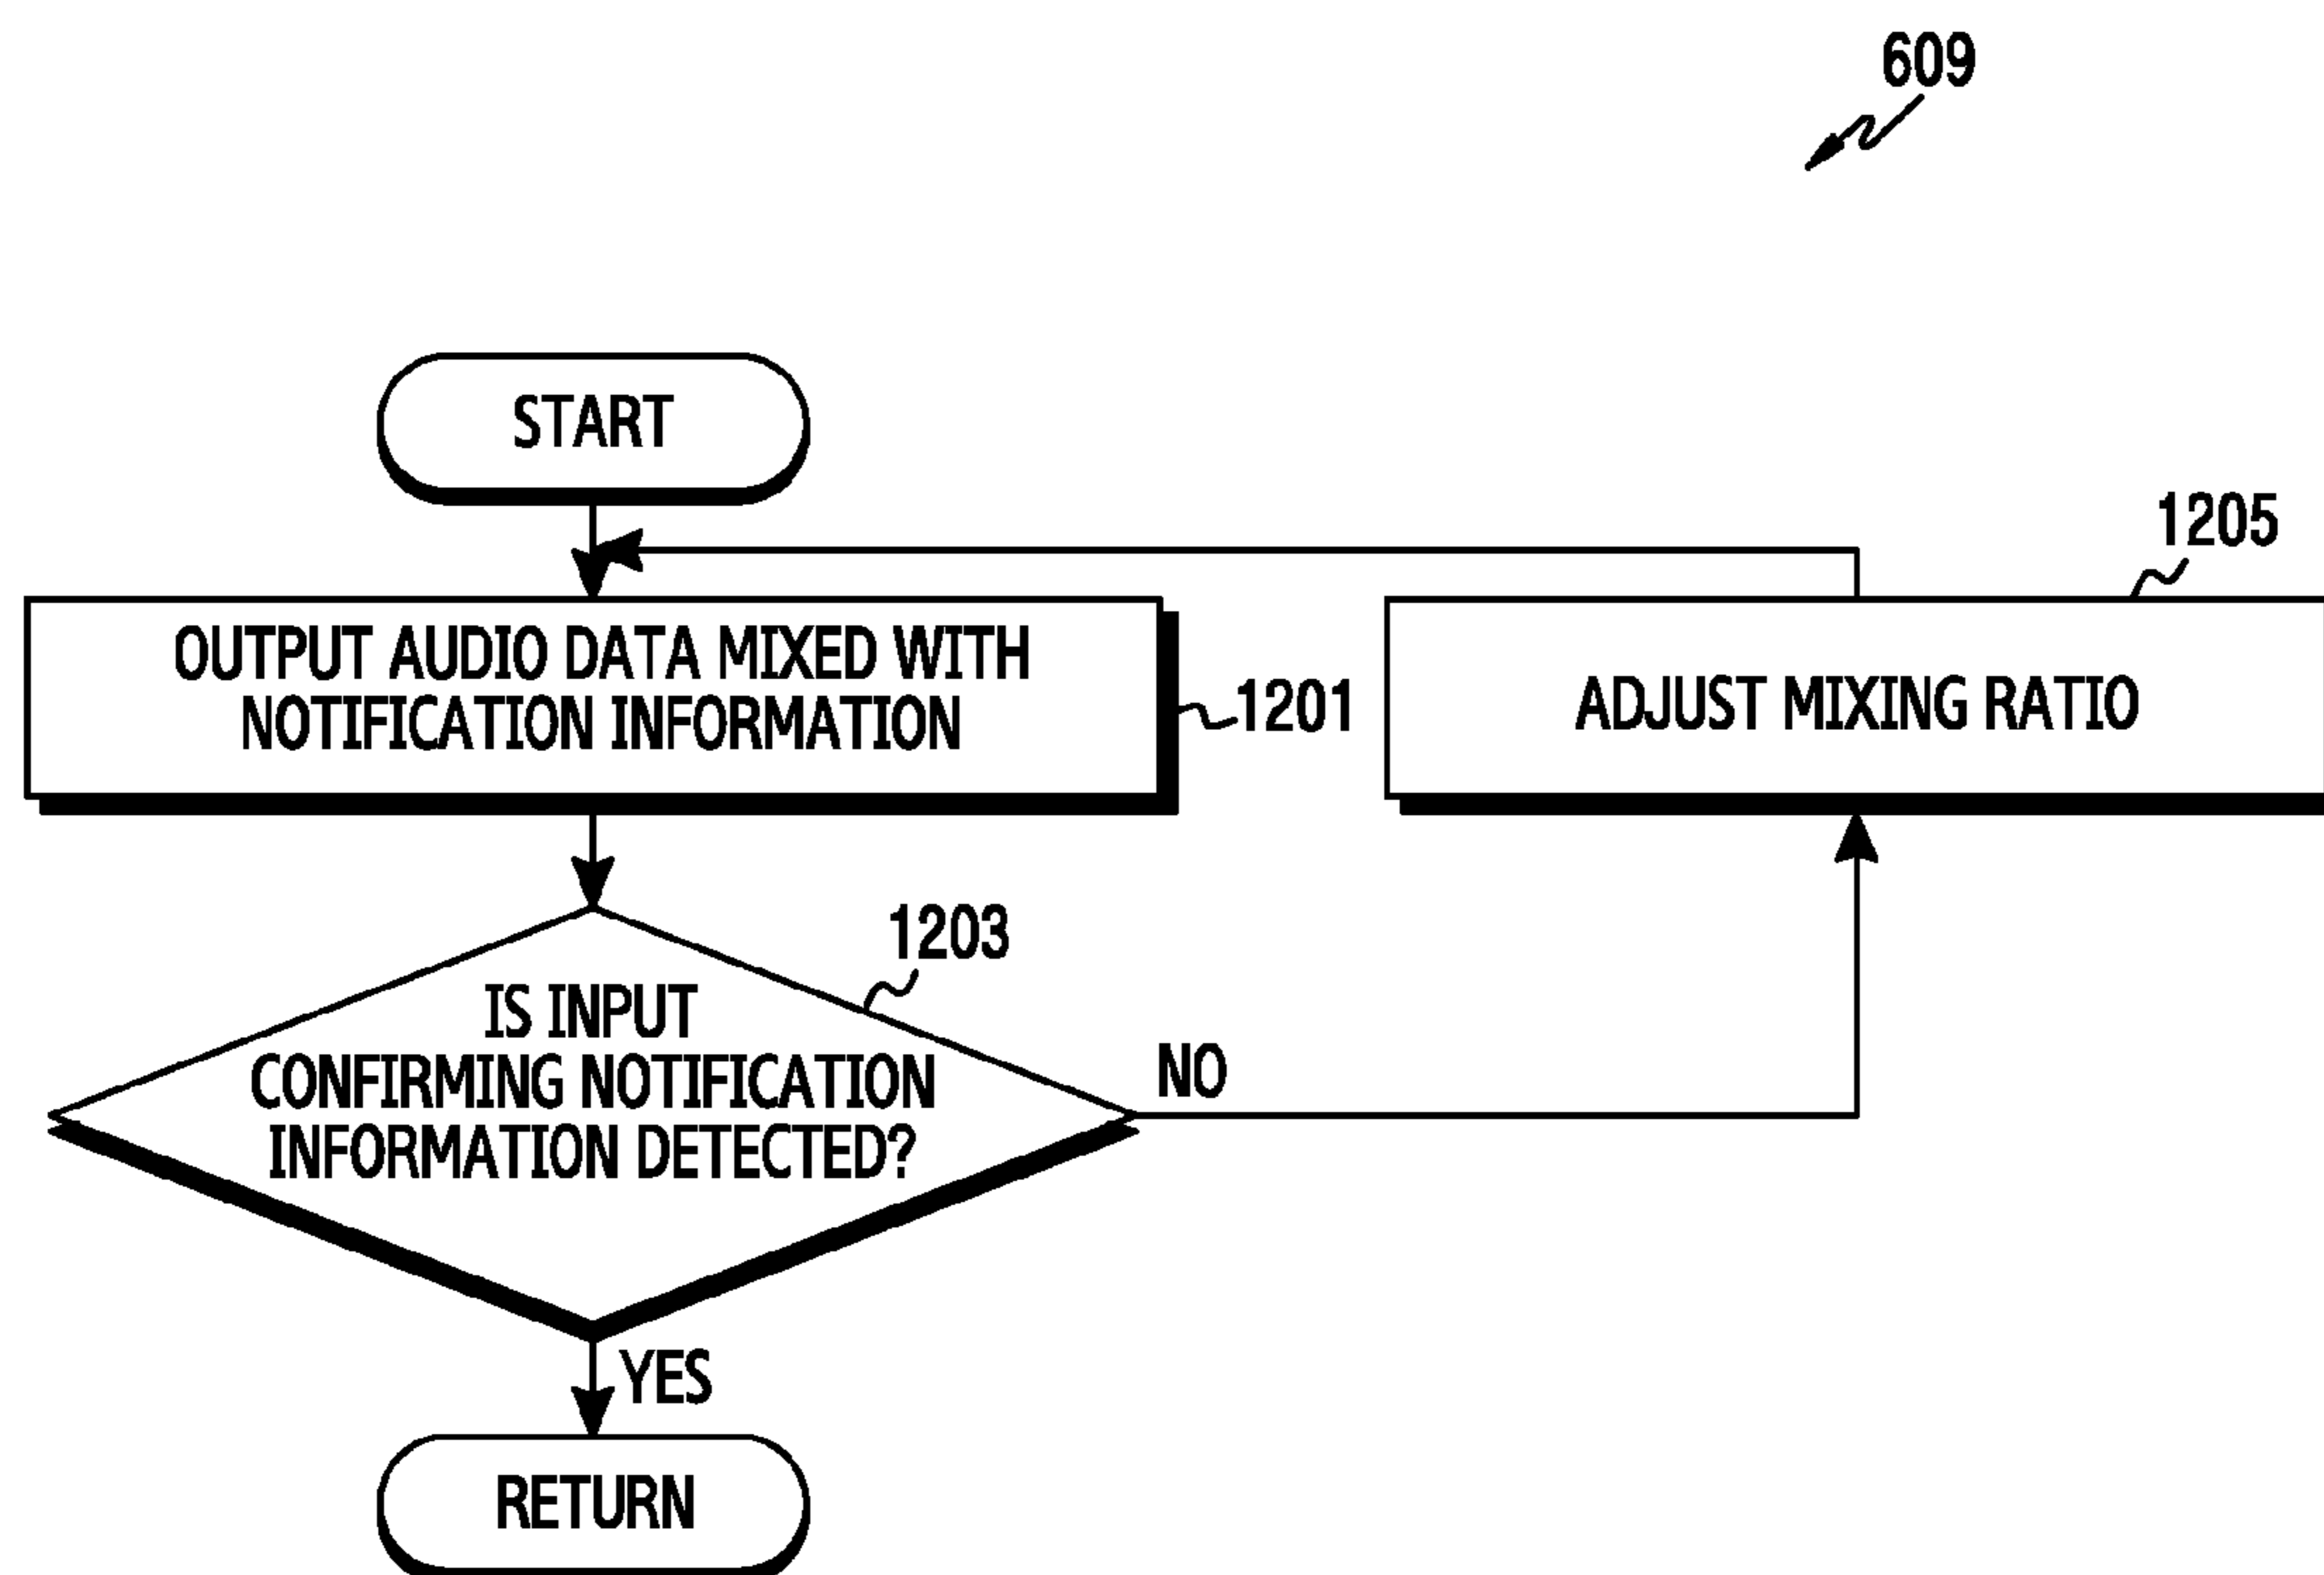 609
START
1205
OUTPUT AUDIO DATA MIXED WITH
NOTIFICATION INFORMATION
1201
ADJUST MIXING RATIO
1203
IS INPUT
CONFIRMING NOTIFICATION
INFORMATION DETECTED?
NO
YES
RETURN